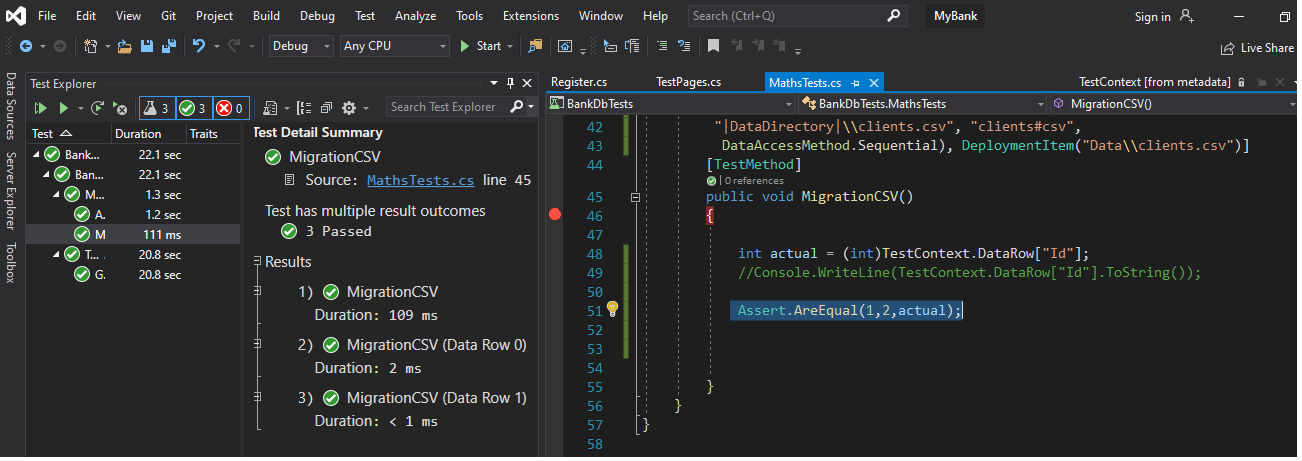 File Edit View Git Project Build Debug Test Analyze Tools Extensions Window Help Search (Ctrl+Q) MyBank Sign in
Debug Any CPU Start Live Share
Data Sources
Server Explorer
Toolbox
Test Explorer
3 3 0 Search Test Explorer
Test Duration Traits
Bank... 22.1 sec
Ban... 22.1 sec
M... 1.3 sec
A. 1.2 sec
M 111 ms
T... 20.8 sec
G. 20.8 sec
Test Detail Summary
MigrationCSV
Source: MathsTests.cs line 45
Test has multiple result outcomes
3 Passed
Results
1) MigrationCSV
Duration: 109 ms
2) MigrationCSV (Data Row 0)
Duration: 2 ms
3) MigrationCSV (Data Row 1)
Duration: < 1 ms
Register.cs TestPages.cs MathsTests.cs TestContext [from metadata]
BankDbTests BankDbTests.MathsTests MigrationCSV()
42 "|DataDirectory|\\clients.csv", "clients#csv",
43 DataAccessMethod.Sequential), DeploymentItem("Data\\clients.csv")]
44 [TestMethod]
| 0 references
45 public void MigrationCSV()
46 {
47
48 int actual = (int)TestContext.DataRow["Id"];
49 //Console.WriteLine(TestContext.DataRow["Id"].ToString());
50
51 Assert.AreEqual(1,2,actual);
52
53
54
55 }
56 }
57 }
58